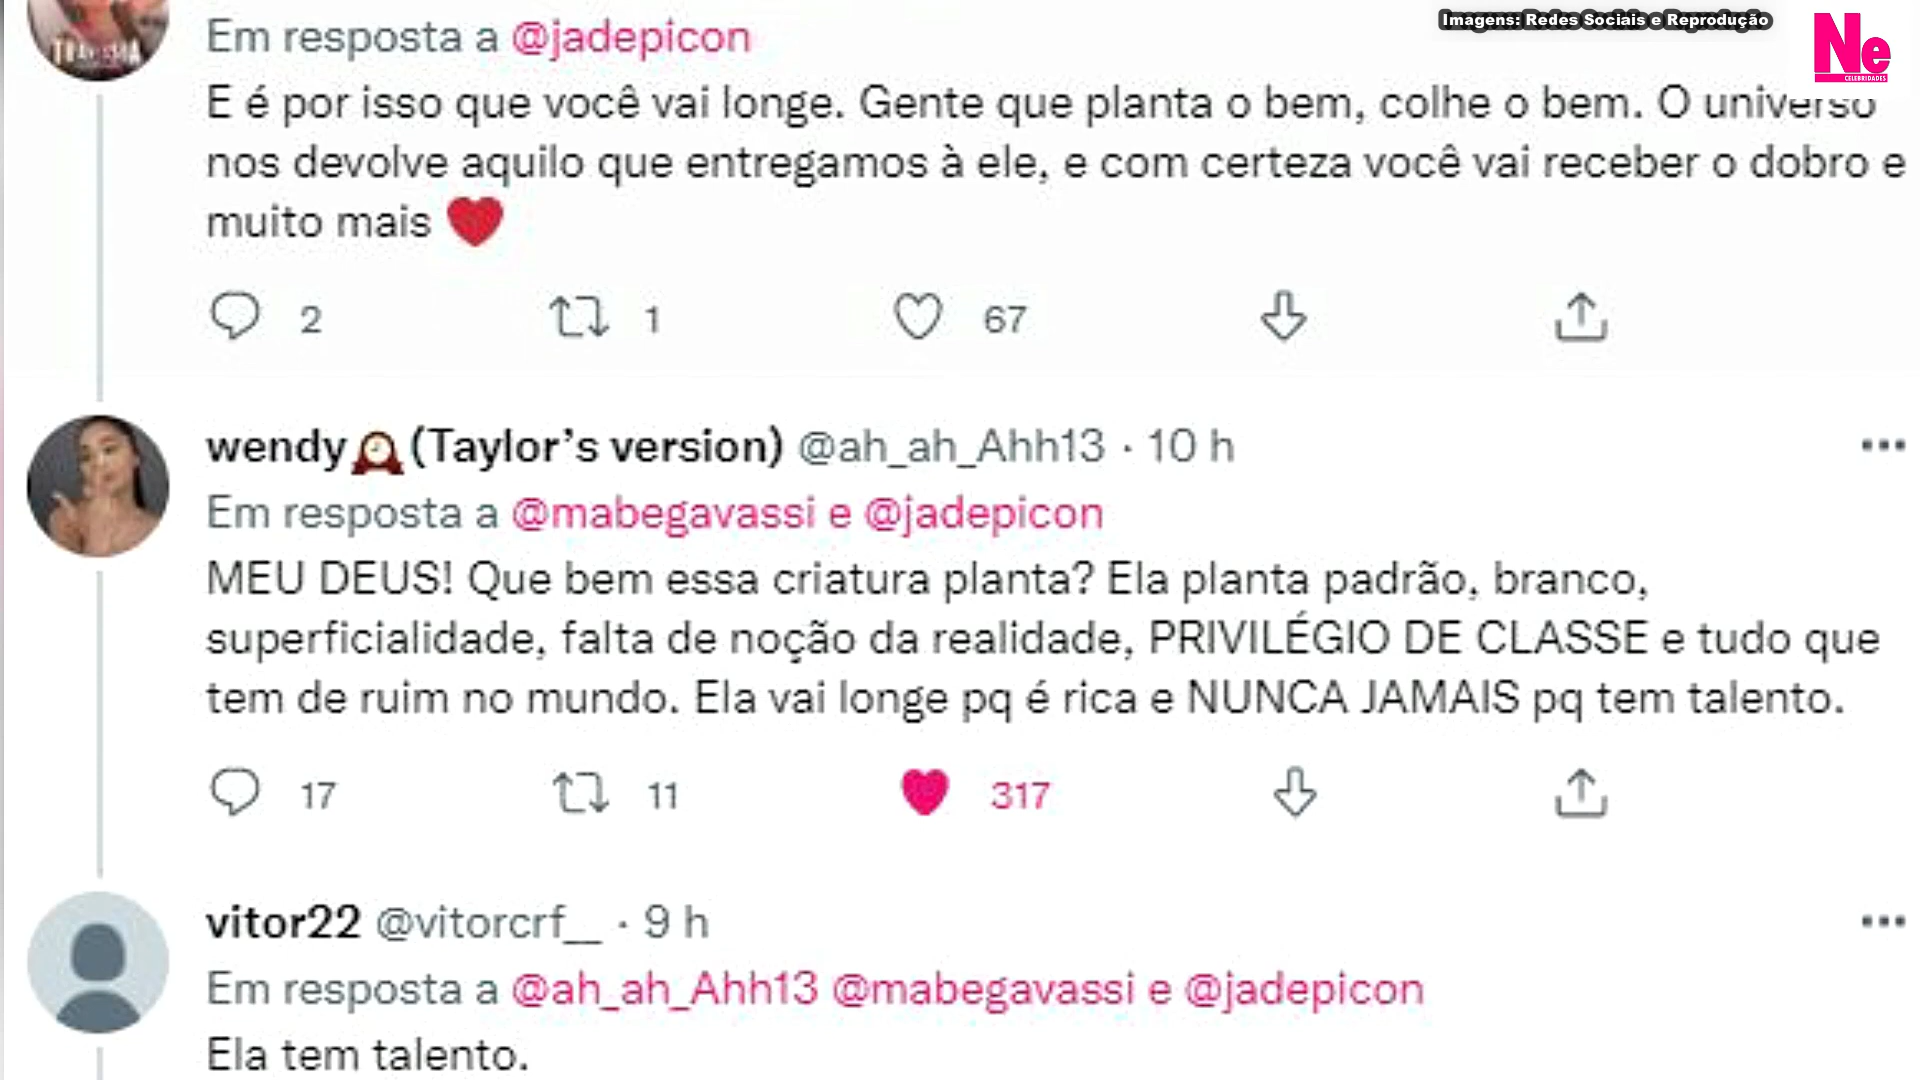 Imagens: Redes Sociais e Reprodução
Ne
CELEBRIDADES
Em resposta a @jadepicon
E é por isso que você vai longe. Gente que planta o bem, colhe o bem. O universo
nos devolve aquilo que entregamos à ele, e com certeza você vai receber o dobro e
muito mais ❤️
2 1 67
wendy🕰️(Taylor’s version) @ah_ah_Ahh13 · 10 h
Em resposta a @mabegavassi e @jadepicon
MEU DEUS! Que bem essa criatura planta? Ela planta padrão, branco,
superficialidade, falta de noção da realidade, PRIVILÉGIO DE CLASSE e tudo que
tem de ruim no mundo. Ela vai longe pq é rica e NUNCA JAMAIS pq tem talento.
17 11 317
vitor22 @vitorcrf__ · 9 h
Em resposta a @ah_ah_Ahh13 @mabegavassi e @jadepicon
Ela tem talento.